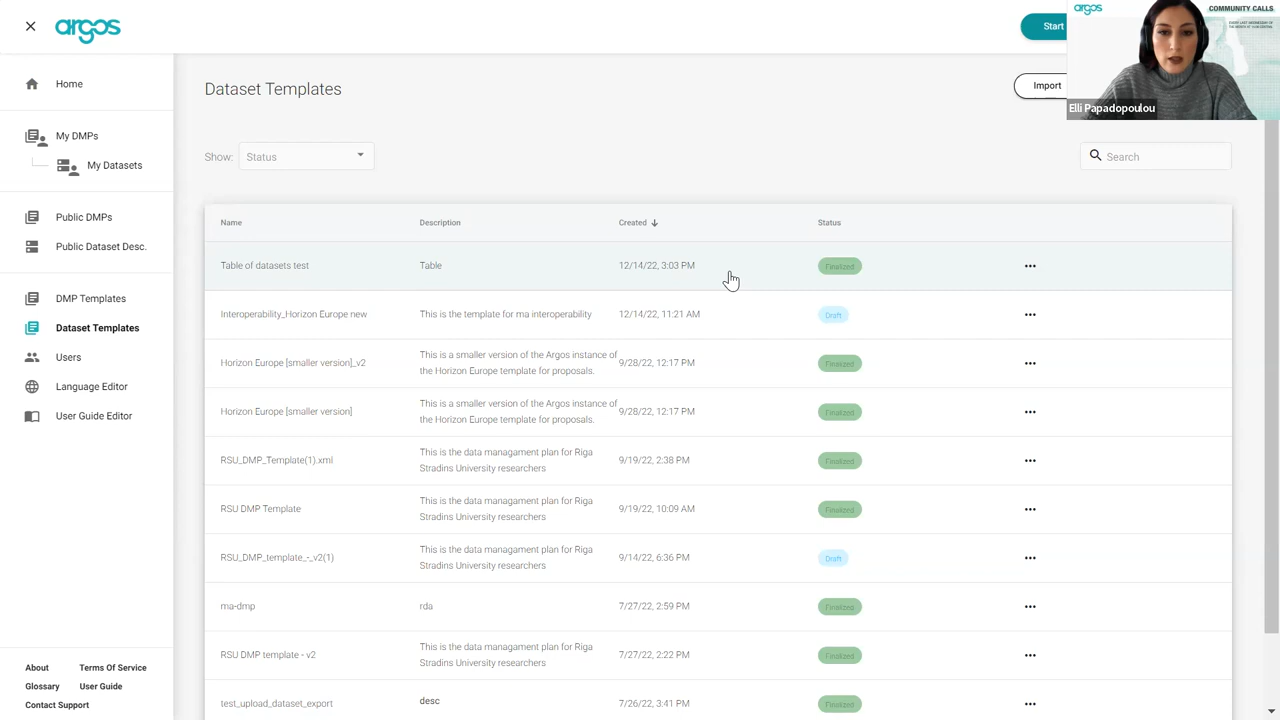 argos
Start
argos
COMMUNITY CALLS
Elli Papadopoulou
Home
My DMPs
My Datasets
Public DMPs
Public Dataset Desc.
DMP Templates
Dataset Templates
Users
Language Editor
User Guide Editor
About
Terms Of Service
Glossary
User Guide
Contact Support
Dataset Templates
Import
Show:
Status
Search
Name Description Created Status
Table of datasets test Table 12/14/22, 3:03 PM Finalized
Interoperability_Horizon Europe new This is the template for ma interoperability 12/14/22, 11:21 AM Draft
Horizon Europe [smaller version]_v2 This is a smaller version of the Argos instance of 9/28/22, 12:17 PM Finalized
the Horizon Europe template for proposals.
Horizon Europe [smaller version] This is a smaller version of the Argos instance of 9/28/22, 12:17 PM Finalized
the Horizon Europe template for proposals.
RSU_DMP_Template(1).xml This is the data managament plan for Riga 9/19/22, 2:38 PM Finalized
Stradins University researchers
RSU DMP Template This is the data managament plan for Riga 9/19/22, 10:09 AM Finalized
Stradins University researchers
RSU_DMP_template_-_v2(1) This is the data managament plan for Riga 9/14/22, 6:36 PM Draft
Stradins University researchers
ma-dmp rda 7/27/22, 2:59 PM Finalized
RSU DMP template - v2 This is the data managament plan for Riga 7/27/22, 2:22 PM Finalized
Stradins University researchers
test_upload_dataset_export desc 7/26/22, 3:41 PM Finalized